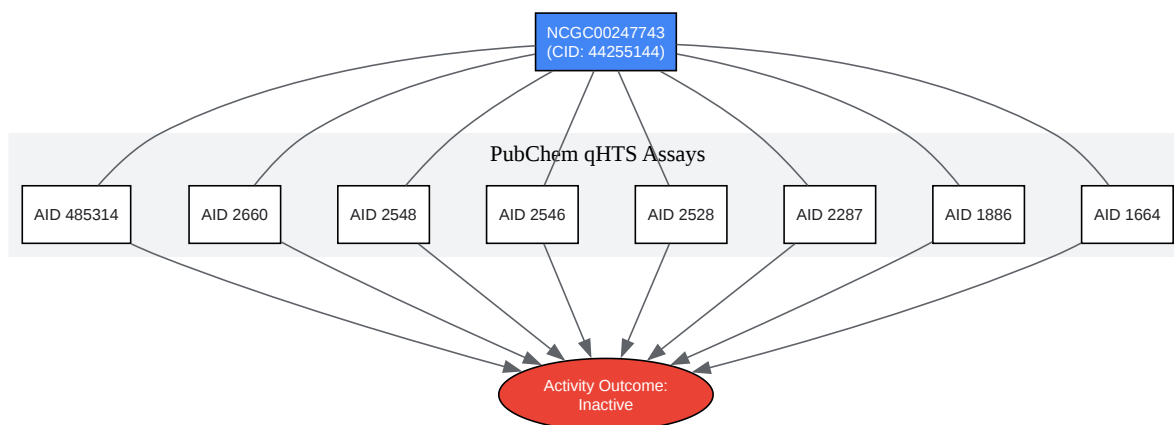 NCGC00247743
(CID: 44255144)
PubChem qHTS Assays
AID 485314
AID 2660
AID 2548
AID 2546
AID 2528
AID 2287
AID 1886
AID 1664
Activity Outcome:
Inactive